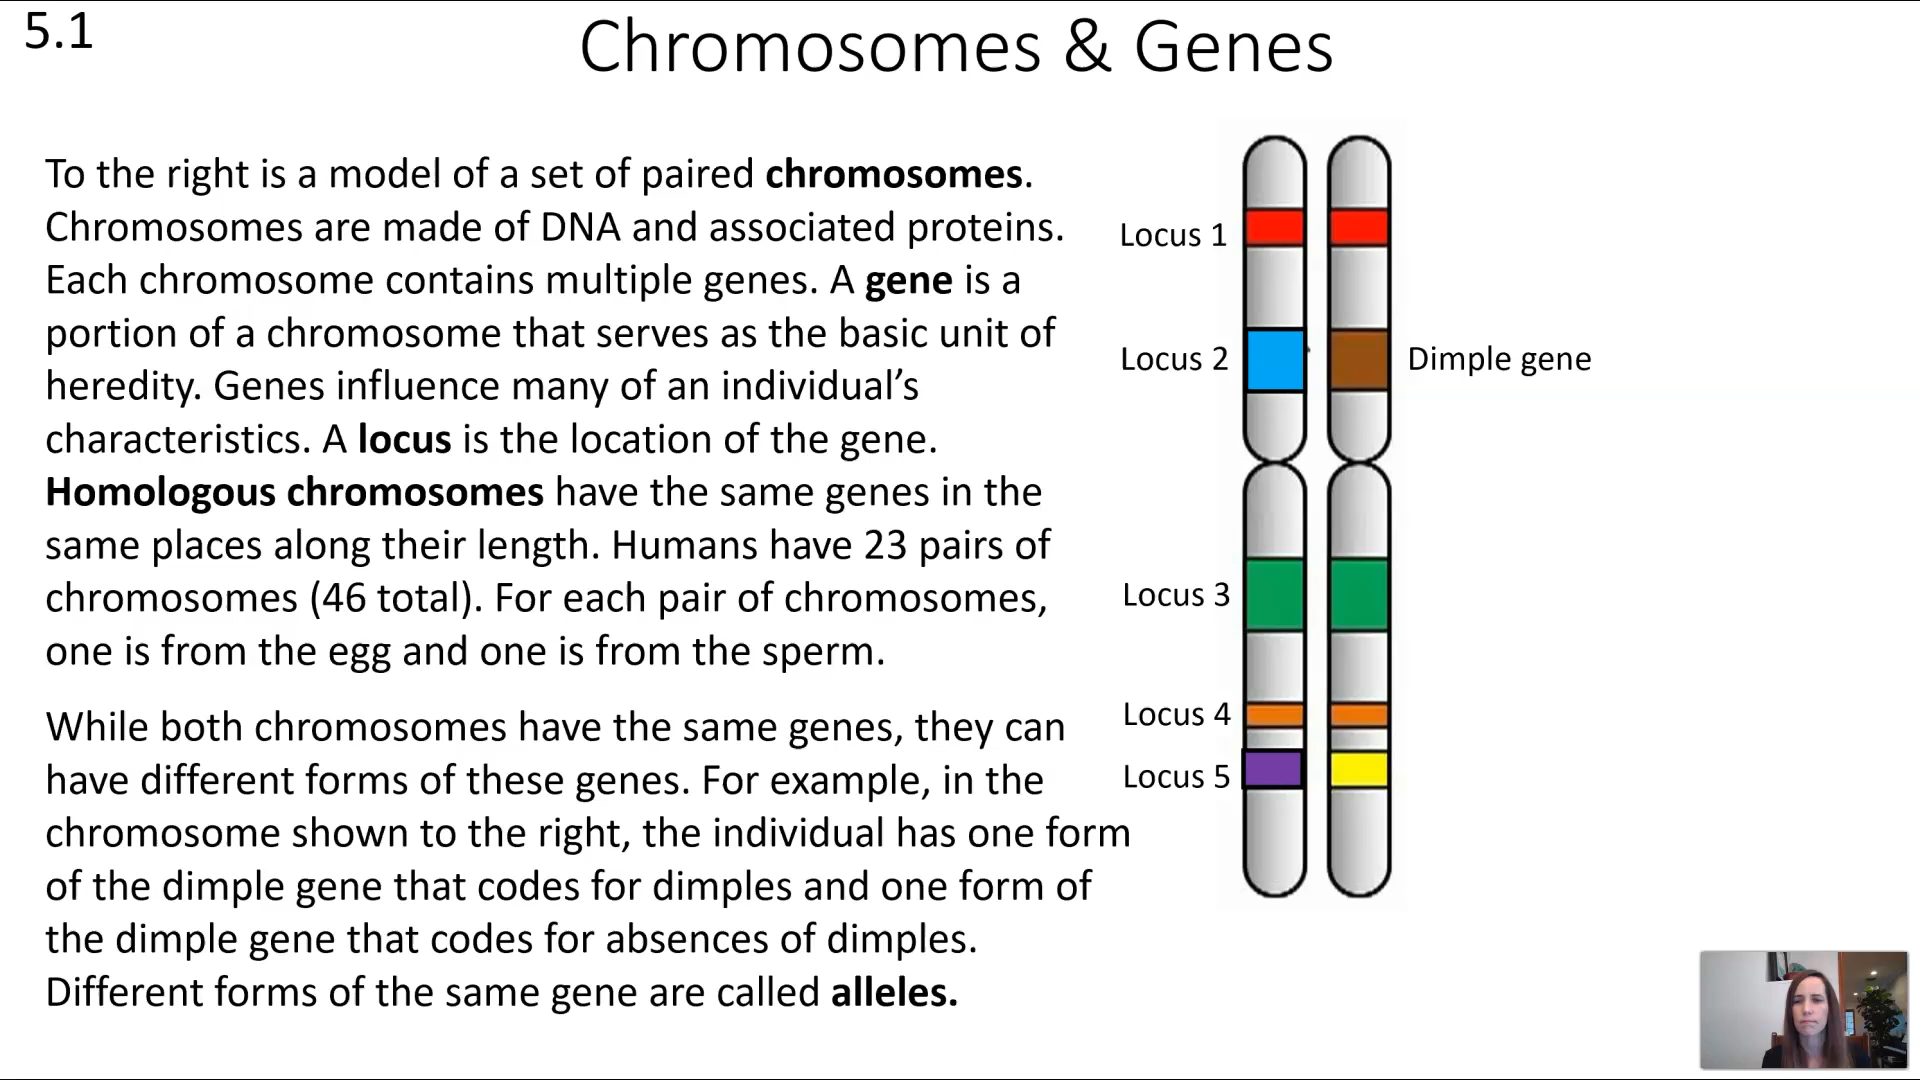 5.1
Chromosomes & Genes
To the right is a model of a set of paired chromosomes.
Chromosomes are made of DNA and associated proteins.
Each chromosome contains multiple genes. A gene is a
portion of a chromosome that serves as the basic unit of
heredity. Genes influence many of an individual’s
characteristics. A locus is the location of the gene.
Homologous chromosomes have the same genes in the
same places along their length. Humans have 23 pairs of
chromosomes (46 total). For each pair of chromosomes,
one is from the egg and one is from the sperm.
While both chromosomes have the same genes, they can
have different forms of these genes. For example, in the
chromosome shown to the right, the individual has one form
of the dimple gene that codes for dimples and one form of
the dimple gene that codes for absences of dimples.
Different forms of the same gene are called alleles.
Locus 1
Locus 2
Dimple gene
Locus 3
Locus 4
Locus 5